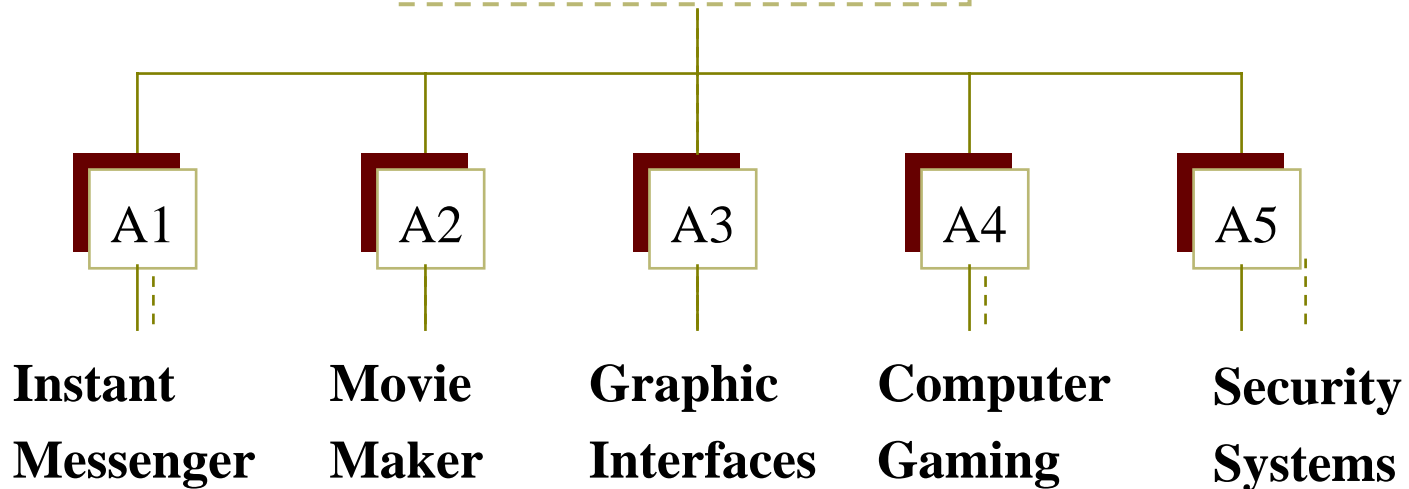 A1 A2 A3 A4 A5
Instant Movie Graphic Computer Security
Messenger Maker Interfaces Gaming Systems